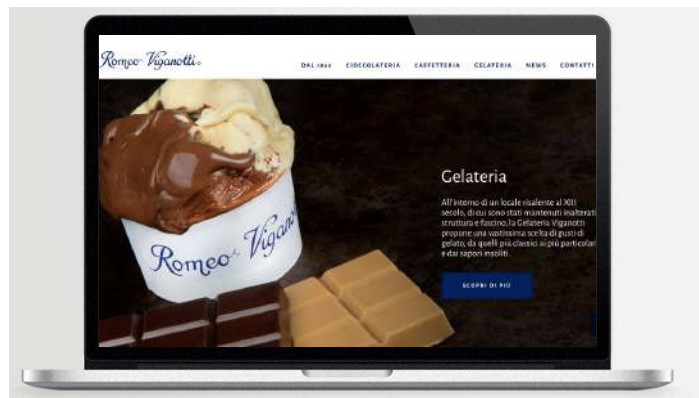 Romeo Viganotti
DAL 1866 CIOCCOLATERIA CAFFETTERIA GELATERIA NEWS CONTATTI
Gelateria
All'interno di un locale risalente al XIII
secolo, di cui sono stati mantenuti inalterati
struttura e fascino, la Gelateria Viganotti
propone una vastissima scelta di gusti di
gelato, da quelli più classici ai più particolar
e dai sapori insoliti.
Romeo Vigan
SCOPRI DI PIÙ